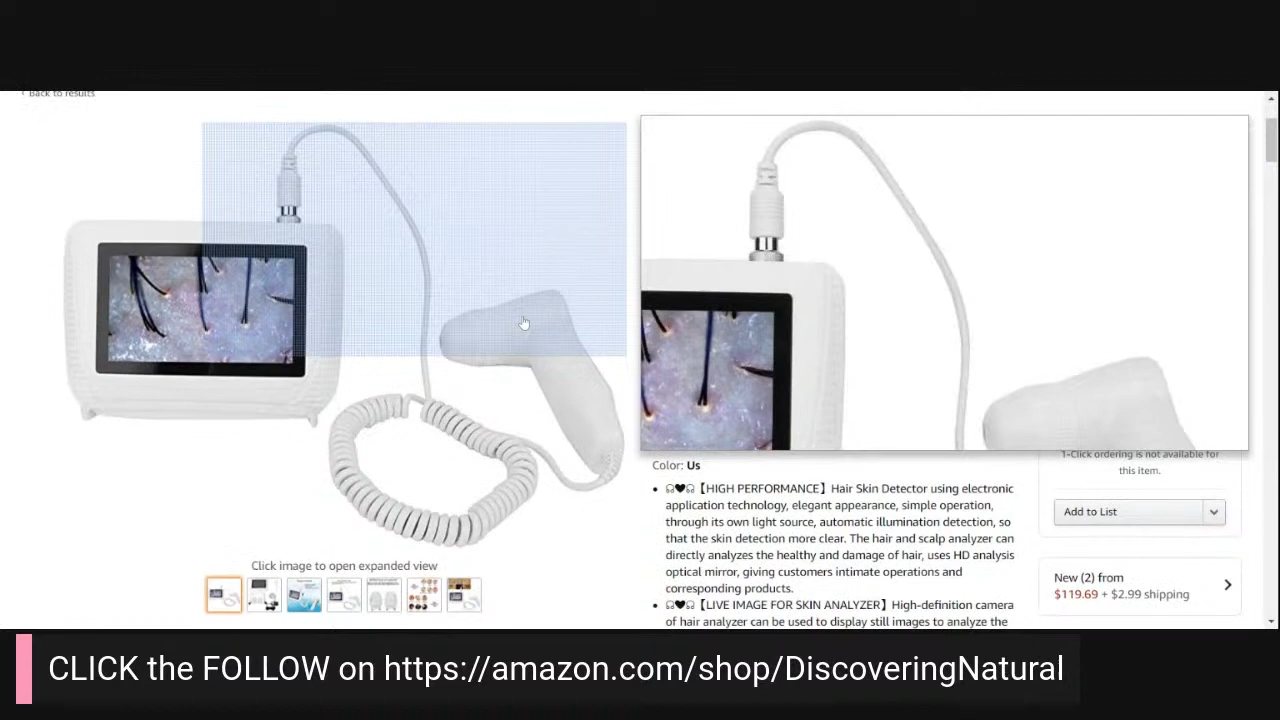 ‹ Back to results
Color: Us
• ☊♥☊【HIGH PERFORMANCE】Hair Skin Detector using electronic
application technology, elegant appearance, simple operation,
through its own light source, automatic illumination detection, so
that the skin detection more clear. The hair and scalp analyzer can
directly analyzes the healthy and damage of hair, uses HD analysis
optical mirror, giving customers intimate operations and
corresponding products.
• ☊♥☊【LIVE IMAGE FOR SKIN ANALYZER】High-definition camera
of hair analyzer can be used to display still images to analyze the
1-Click ordering is not available for
this item.
Add to List
New (2) from
$119.69 + $2.99 shipping
Click image to open expanded view
CLICK the FOLLOW on https://amazon.com/shop/DiscoveringNatural